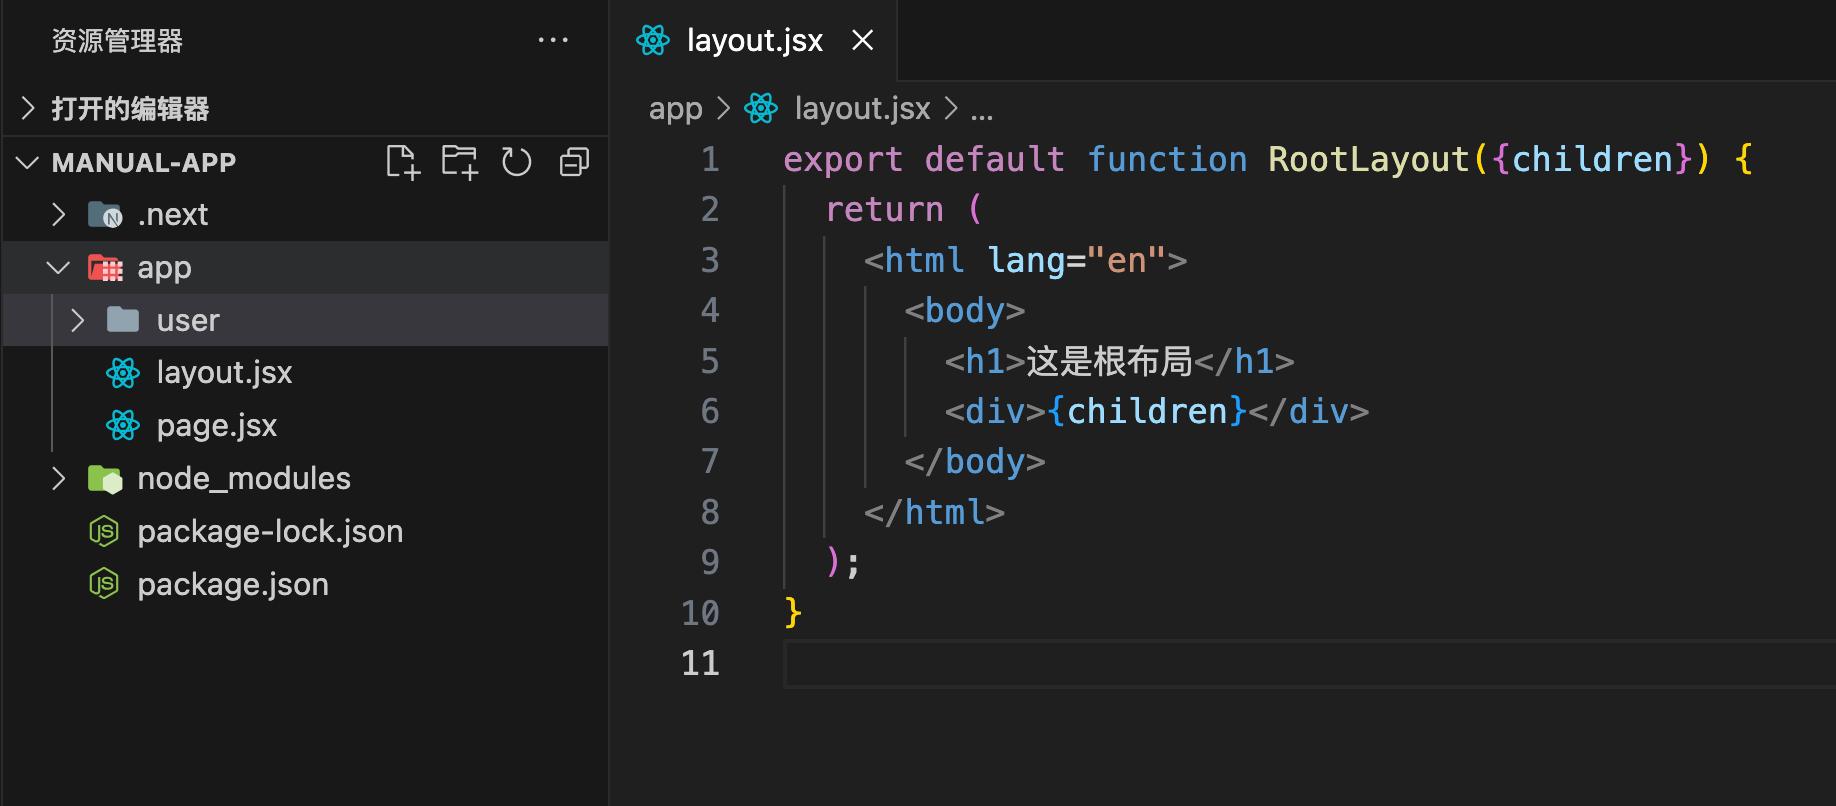 资源管理器 ...
打开的编辑器
MANUAL-APP
.next
app
user
layout.jsx
page.jsx
node_modules
package-lock.json
package.json
layout.jsx
app > layout.jsx > ...
1 export default function RootLayout({children}) {
2   return (
3     <html lang="en">
4       <body>
5         <h1>这是根布局</h1>
6         <div>{children}</div>
7       </body>
8     </html>
9   );
10 }
11